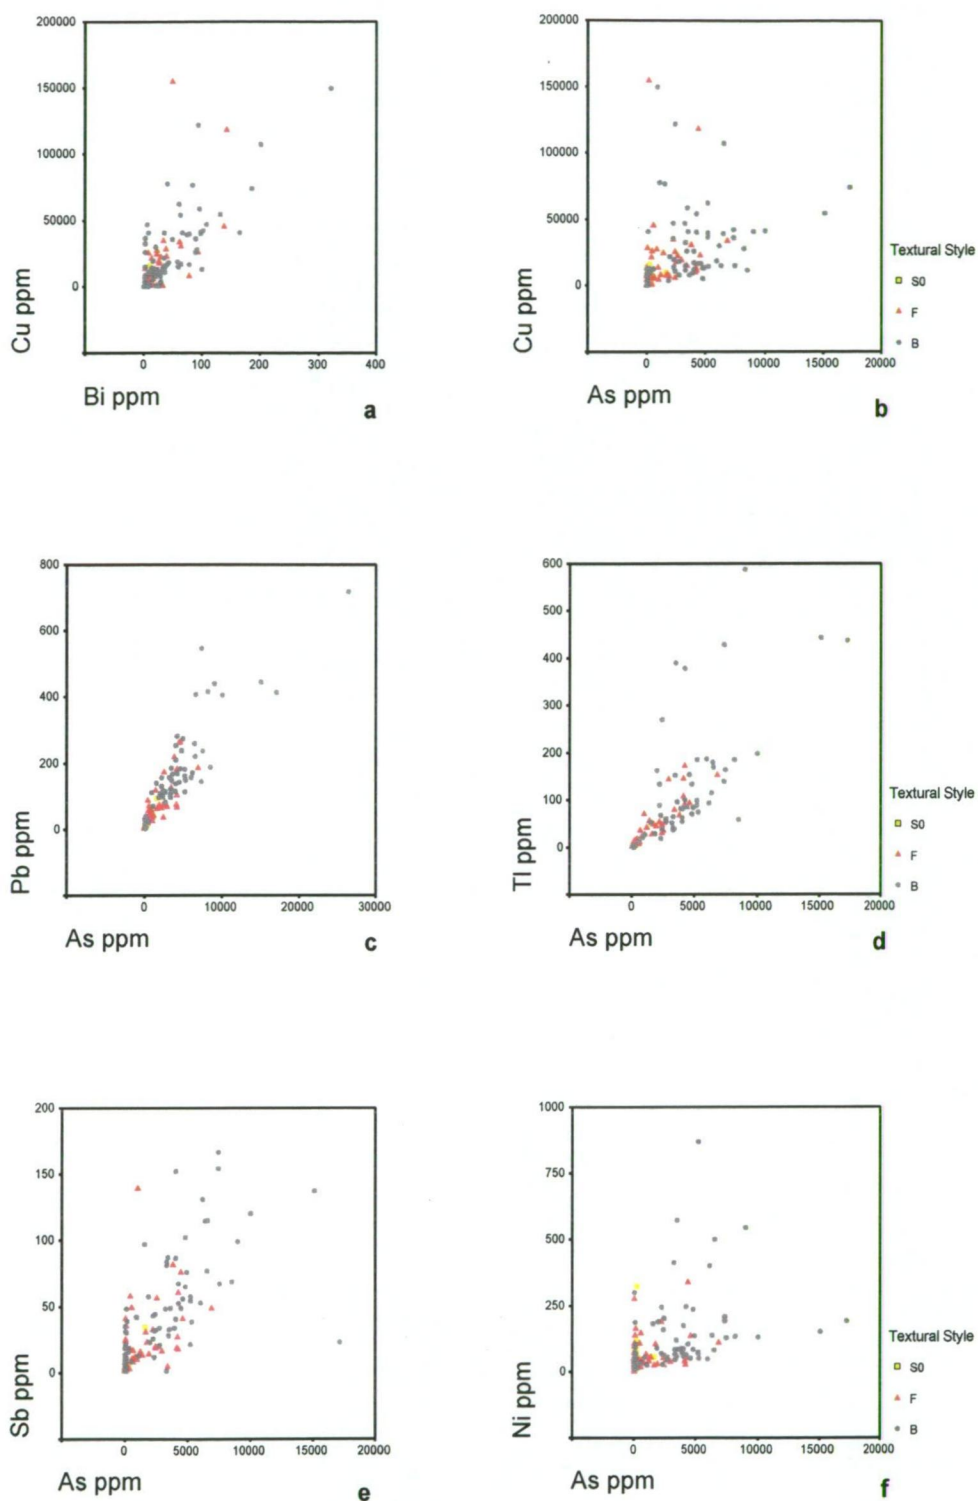 200000
150000
100000
50000
0
Cu ppm
0 100 200 300 400
Bi ppm
a
200000
150000
100000
50000
0
Cu ppm
0 5000 10000 15000 20000
As ppm
b
Textural Style
S0
F
B
800
600
400
200
0
Pb ppm
0 10000 20000 30000
As ppm
c
600
500
400
300
200
100
0
Tl ppm
0 5000 10000 15000 20000
As ppm
d
Textural Style
S0
F
B
200
150
100
50
0
Sb ppm
0 5000 10000 15000 20000
As ppm
e
1000
750
500
250
0
Ni ppm
0 5000 10000 15000 20000
As ppm
f
Textural Style
S0
F
B